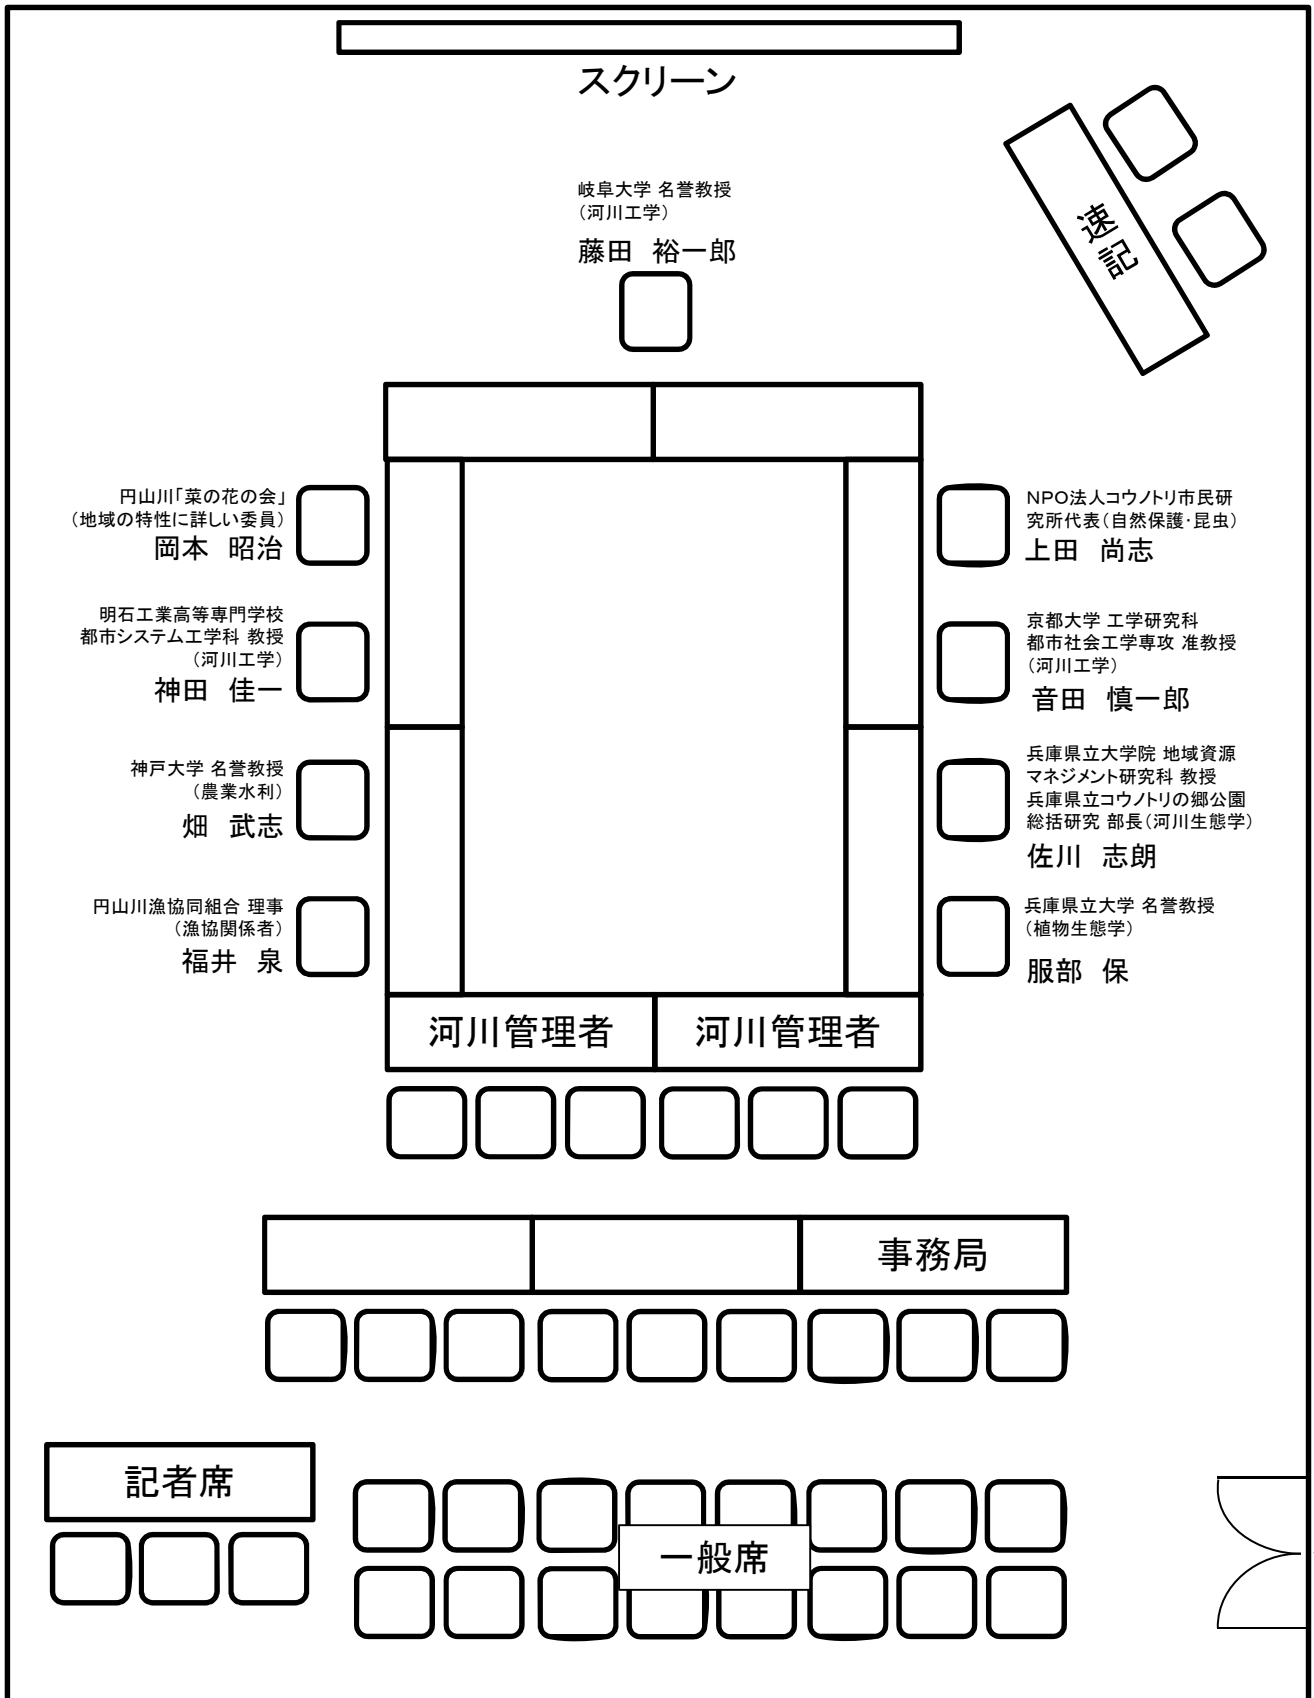 スクリーン
速記
岐阜大学 名誉教授
（河川工学）
藤田　裕一郎
円山川「菜の花の会」
（地域の特性に詳しい委員）
岡本　昭治
明石工業高等専門学校
都市システム工学科 教授
（河川工学）
神田　佳一
神戸大学 名誉教授
（農業水利）
畑　武志
円山川漁協同組合 理事
（漁協関係者）
福井　泉
NPO法人コウノトリ市民研
究所代表（自然保護・昆虫）
上田　尚志
京都大学 工学研究科
都市社会工学専攻 准教授
（河川工学）
音田　慎一郎
兵庫県立大学院 地域資源
マネジメント研究科 教授
兵庫県立コウノトリの郷公園
総括研究 部長（河川生態学）
佐川　志朗
兵庫県立大学 名誉教授
（植物生態学）
服部　保
河川管理者
河川管理者
事務局
記者席
一般席